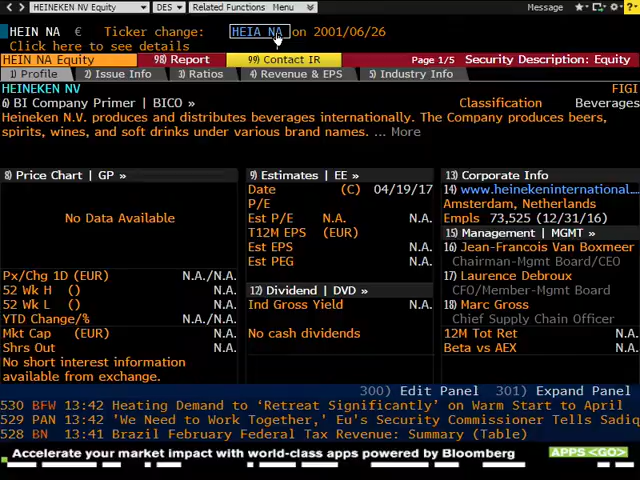 HEINEKEN NV Equity DES Related Functions Menu Message
HEIN NA € Ticker change: HEIA NA on 2001/06/26
Click here to see details
HEIN NA Equity 98) Report 99) Contact IR Page 1/5 Security Description: Equity
1) Profile 2) Issue Info 3) Ratios 4) Revenue & EPS 5) Industry Info
HEINEKEN NV FIGI
6) BI Company Primer | BICO » Classification Beverages
Heineken N.V. produces and distributes beverages internationally. The Company produces beers,
spirits, wines, and soft drinks under various brand names. ... More
8) Price Chart | GP »
No Data Available
Px/Chg 1D (EUR) N.A./N.A.
52 Wk H () N.A.
52 Wk L () N.A.
YTD Change/% N.A./N.A.
Mkt Cap (EUR) N.A.
Shrs Out N.A.
No short interest information
available from exchange.
9) Estimates | EE »
Date (C) 04/19/17
P/E N.A.
Est P/E N.A. N.A.
T12M EPS (EUR) N.A.
Est EPS N.A.
Est PEG N.A.
12) Dividend | DVD »
Ind Gross Yield N.A.
No cash dividends
13) Corporate Info
14) www.heinekeninternational....
Amsterdam, Netherlands
Empls 73,525 (12/31/16)
15) Management | MGMT »
16) Jean-Francois Van Boxmeer
Chairman-Mgmt Board/CEO
17) Laurence Debroux
CFO/Member-Mgmt Board
18) Marc Gross
Chief Supply Chain Officer
12M Tot Ret N.A.
Beta vs AEX N.A.
300) Edit Panel 301) Expand Panel
530 BFW 13:42 Heating Demand to ‘Retreat Significantly’ on Warm Start to April
529 PAN 13:42 'We Need to Work Together,' Eu's Security Commissioner Tells Sadiq
528 BN 13:41 Brazil February Federal Tax Revenue: Summary (Table)
Accelerate your market impact with world-class apps powered by Bloomberg APPS <GO>